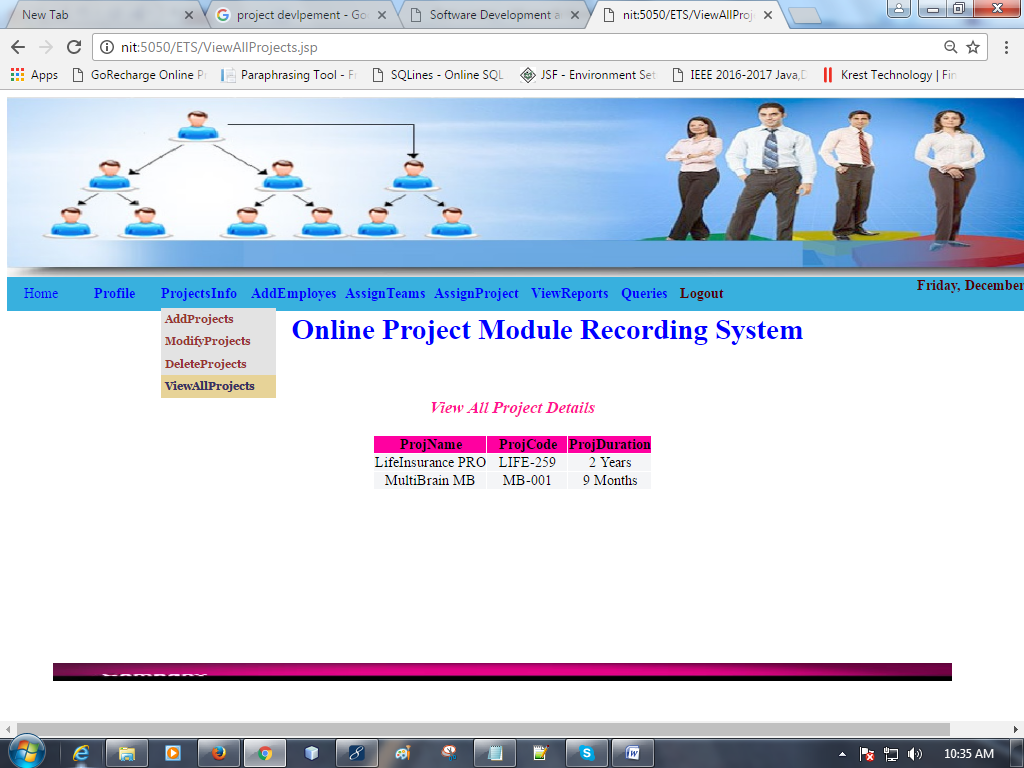 New Tab
project devlpement - Go
Software Development a
nit:5050/ETS/ViewAllProj
nit:5050/ETS/ViewAllProjects.jsp
Apps
GoRecharge Online P
Paraphrasing Tool - F
SQLines - Online SQL
JSF - Environment Set
IEEE 2016-2017 Java,D
Krest Technology | Fin
Home Profile ProjectsInfo AddEmployes AssignTeams AssignProject ViewReports Queries Logout
Friday, December
AddProjects
ModifyProjects
DeleteProjects
ViewAllProjects
Online Project Module Recording System
View All Project Details
ProjName ProjCode ProjDuration
LifeInsurance PRO LIFE-259 2 Years
MultiBrain MB MB-001 9 Months
10:35 AM